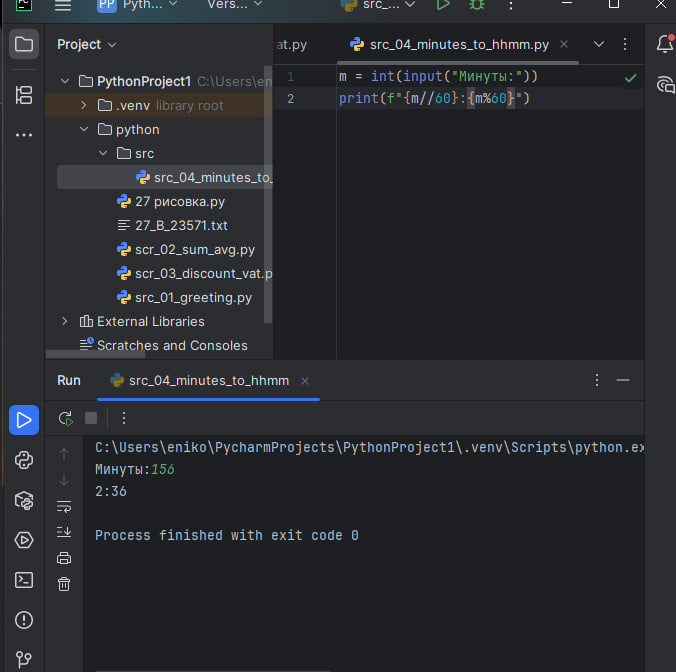 PP Pyth... Vers... src_...
Project
at.py src_04_minutes_to_hhmm.py
PythonProject1 C:\Users\en
.venv library root
python
src
src_04_minutes_to_
27 рисовка.py
27_B_23571.txt
scr_02_sum_avg.py
scr_03_discount_vat.p
src_01_greeting.py
External Libraries
Scratches and Consoles
1 m = int(input("Минуты:"))
2 print(f"{m//60}:{m%60}")
Run src_04_minutes_to_hhmm
C:\Users\eniko\PycharmProjects\PythonProject1\.venv\Scripts\python.ex
Минуты:156
2:36
Process finished with exit code 0